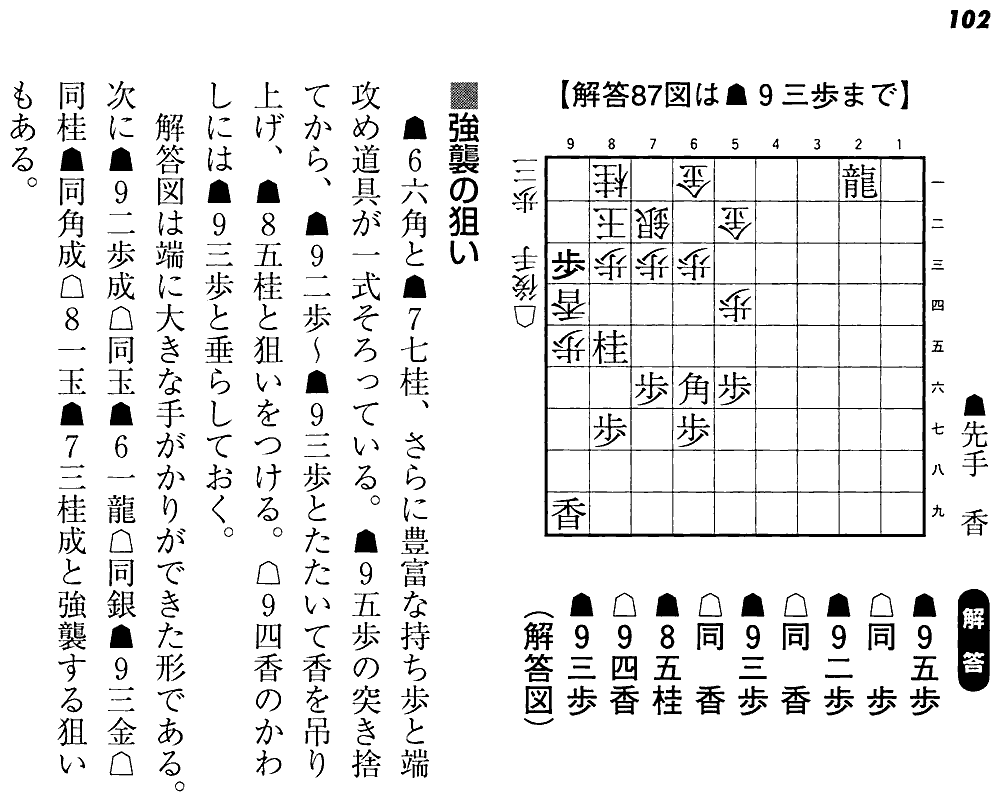 102
【解答87図は☗９三歩まで】
9 8 7 6 5 4 3 2 1
桂 金 龍 一
王 銀 金 二
歩 歩 歩 歩 三
香 歩 四
歩 桂 五
歩 角 歩 六
歩 歩 七
八
香 九
☖後手 三歩
☗先手 香
解答
☗９五歩
☖同 歩
☗９二歩
☖同 香
☗９三歩
☖同 香
☗８五桂
☖９四香
☗９三歩
（解答図）
■強襲の狙い
☗６六角と☗７七桂、さらに豊富な持ち歩と端
攻め道具が一式そろっている。☗９五歩の突き捨
てから、☗９二歩～☗９三歩とたたいて香を吊り
上げ、☗８五桂と狙いをつける。☖９四香のかわ
しには☗９三歩と垂らしておく。
解答図は端に大きな手がかりができた形である。
次に☗９二歩成☖同玉☗６一龍☖同銀☗９三金☖
同桂☗同角成☖８一玉☗７三桂成と強襲する狙い
もある。